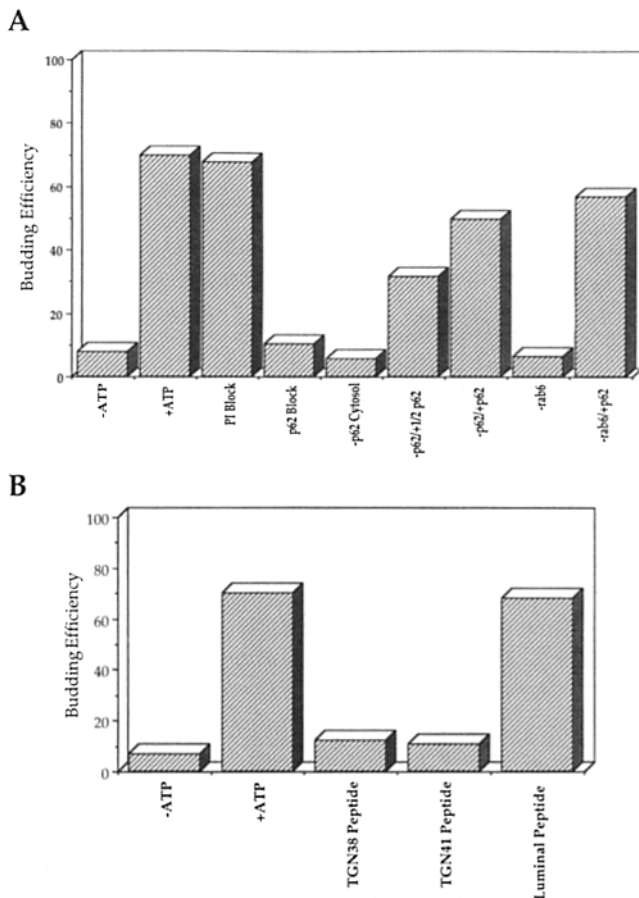 A
Budding Efficiency
100
80
60
40
20
0
-ATP
+ATP
PI Block
p62 Block
-p62 Cytosol
-p62/+1/2 p62
-p62/+p62
-rab6
-rab6/+p62
B
Budding Efficiency
100
80
60
40
20
0
-ATP
+ATP
TGN38 Peptide
TGN41 Peptide
Luminal Peptide